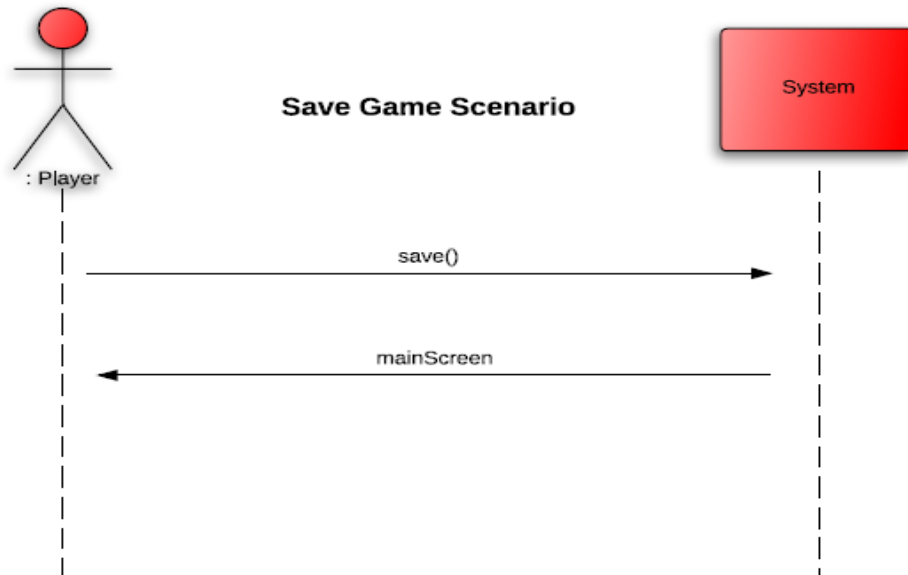 System
Save Game Scenario
: Player
save()
mainScreen